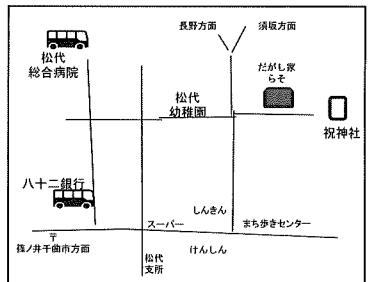 長野方面
須坂方面
松代
総合病院
だがし家
らそ
松代
幼稚園
祝神社
八十二銀行
しんきん
スーパー
まち歩きセンター
〒
篠ノ井千曲市方面
けんしん
松代
支所